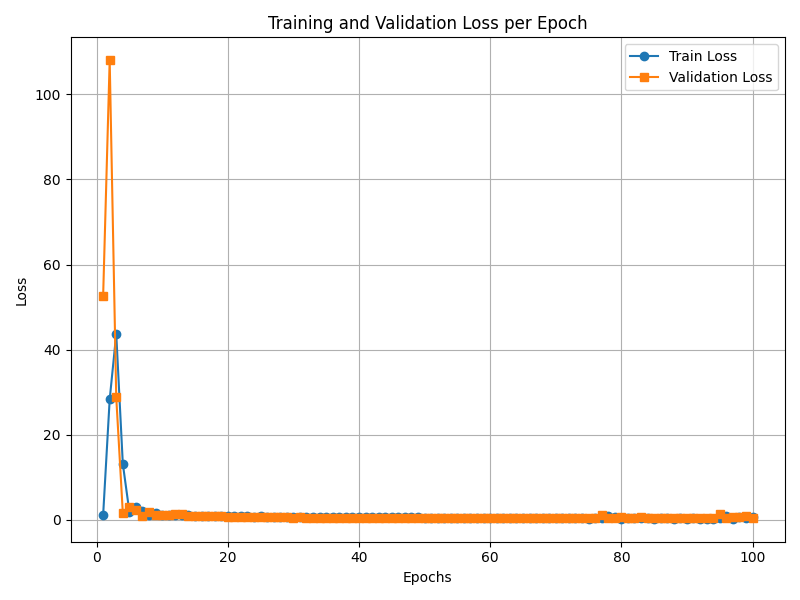 Training and Validation Loss per Epoch
Train Loss
Validation Loss
Loss
100
80
60
40
20
0
0 20 40 60 80 100
Epochs